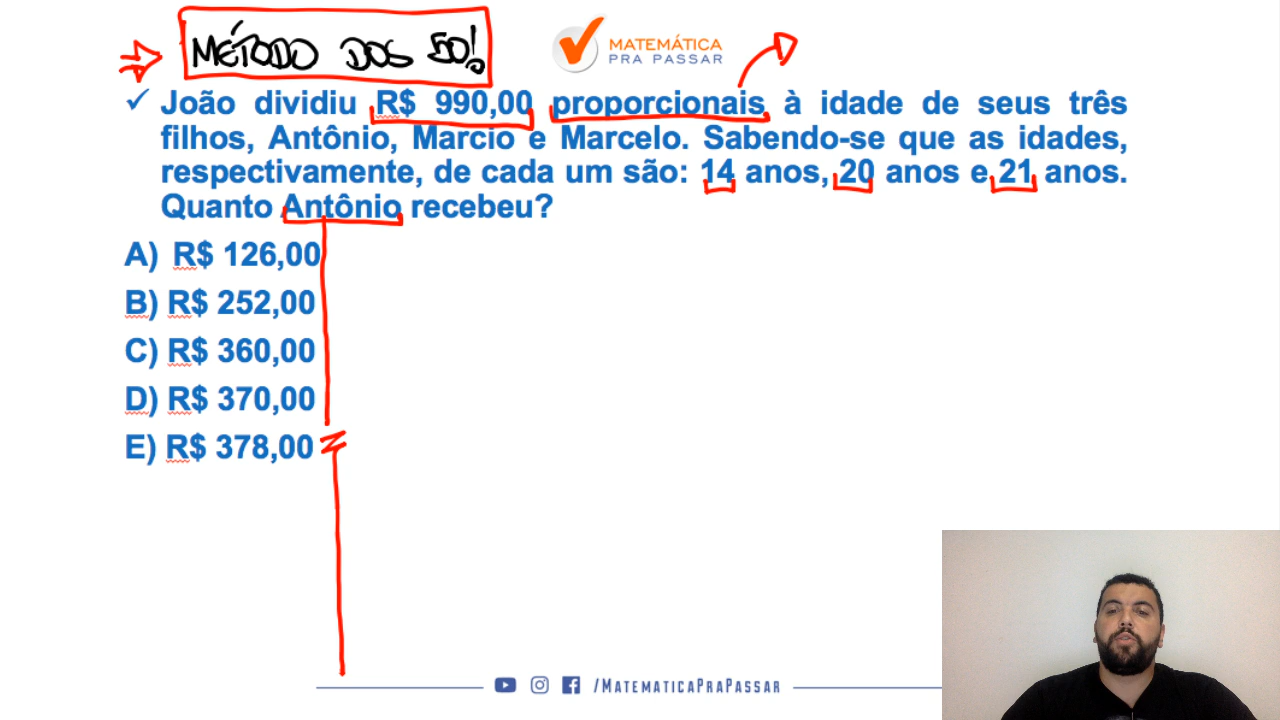 MÉTODO DOS 50!
MATEMÁTICA
PRA PASSAR
✓ João dividiu R$ 990,00 proporcionais à idade de seus três
filhos, Antônio, Marcio e Marcelo. Sabendo-se que as idades,
respectivamente, de cada um são: 14 anos, 20 anos e 21 anos.
Quanto Antônio recebeu?
A) R$ 126,00
B) R$ 252,00
C) R$ 360,00
D) R$ 370,00
E) R$ 378,00
/MATEMATICAPRAPASSAR